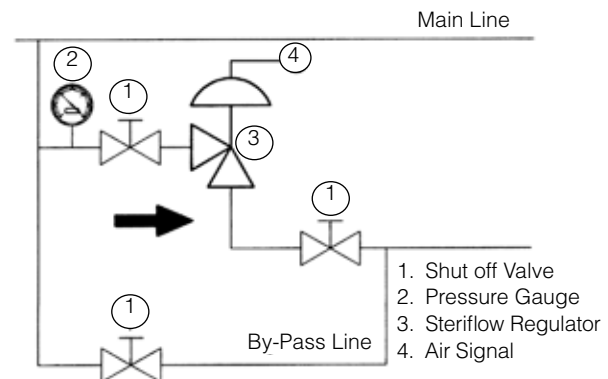 Main Line
2
4
1
3
1
1. Shut off Valve
2. Pressure Gauge
1
3. Steriflow Regulator
By-Pass Line
4. Air Signal